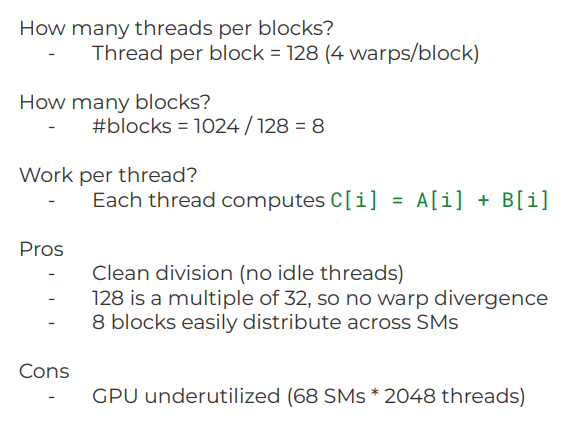 How many threads per blocks?
- Thread per block = 128 (4 warps/block)
How many blocks?
- #blocks = 1024 / 128 = 8
Work per thread?
- Each thread computes C[i] = A[i] + B[i]
Pros
- Clean division (no idle threads)
- 128 is a multiple of 32, so no warp divergence
- 8 blocks easily distribute across SMs
Cons
- GPU underutilized (68 SMs * 2048 threads)